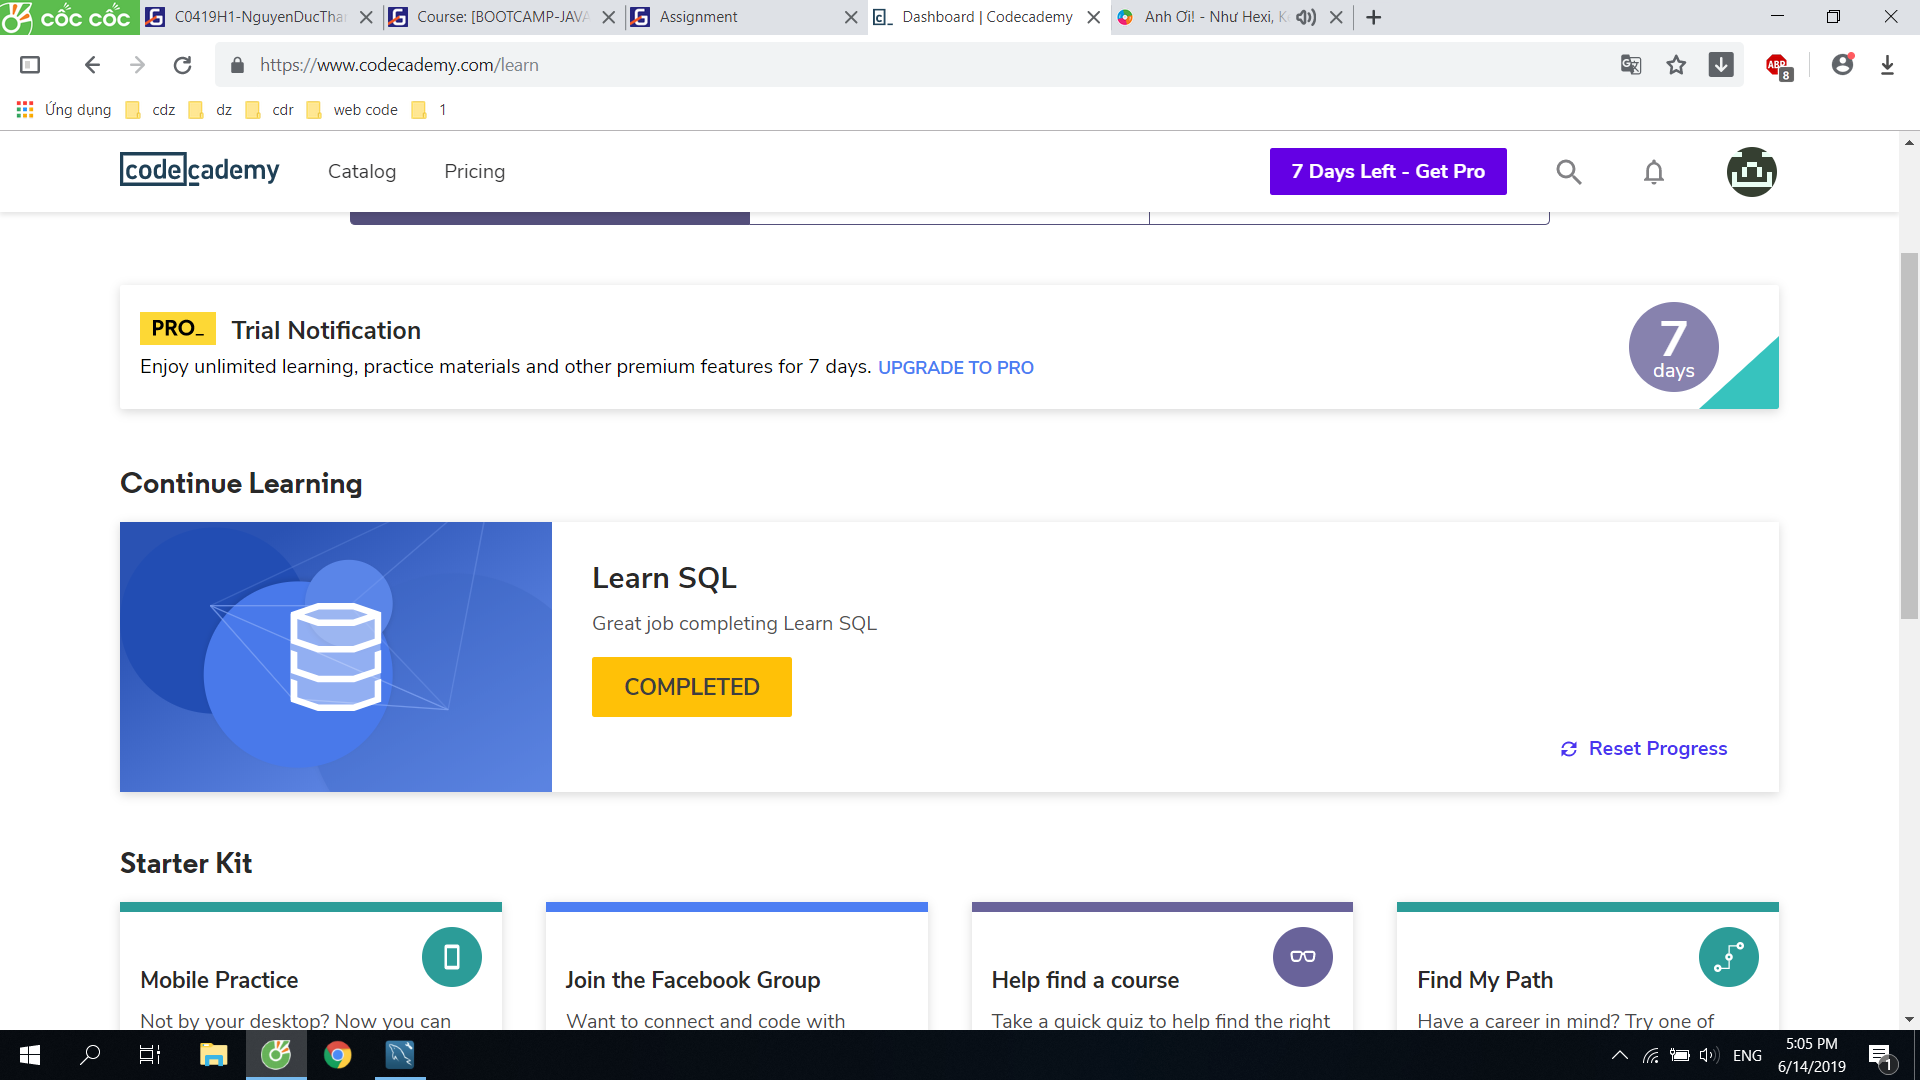 cốc cốc
C0419H1-NguyenDucThan
Course: [BOOTCAMP-JAVA
Assignment
c_
Dashboard | Codecademy
Anh Ơi! - Như Hexi, K
https://www.codecademy.com/learn
ABP
8
Ứng dụng
cdz
dz
cdr
web code
1
codecademy
Catalog
Pricing
7 Days Left - Get Pro
PRO_
Trial Notification
Enjoy unlimited learning, practice materials and other premium features for 7 days. UPGRADE TO PRO
7
days
Continue Learning
Learn SQL
Great job completing Learn SQL
COMPLETED
Reset Progress
Starter Kit
Mobile Practice
Not by your desktop? Now you can
Join the Facebook Group
Want to connect and code with
Help find a course
Take a quick quiz to help find the right
Find My Path
Have a career in mind? Try one of
ENG
5:05 PM
6/14/2019
1